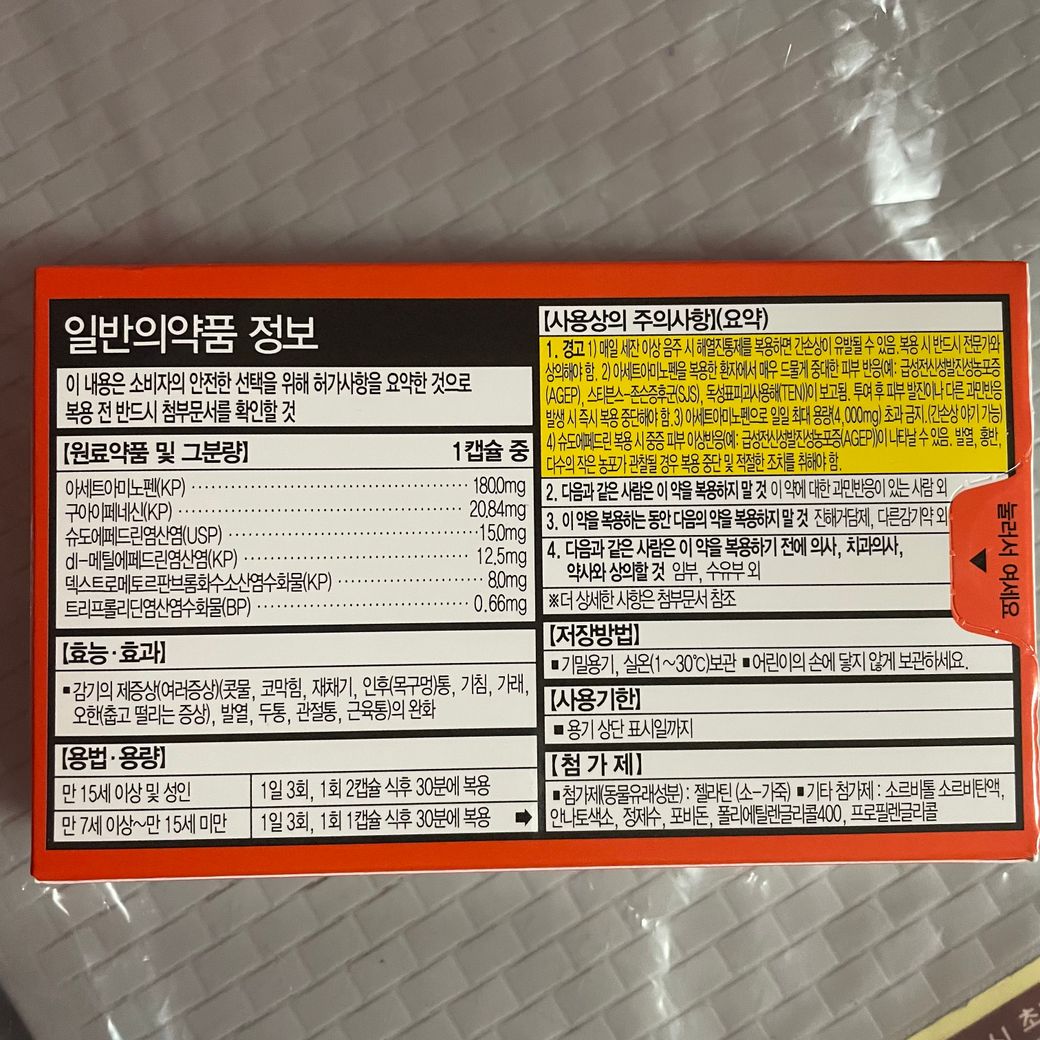 일반의약품 정보
이 내용은 소비자의 안전한 선택을 위해 허가사항을 요약한 것으로
복용 전 반드시 첨부문서를 확인할 것
【원료약품 및 그분량】 1캡슐 중
아세트아미노펜(KP) 180.0mg
구아이페네신(KP) 20.84mg
슈도에페드린염산염(USP) 15.0mg
dl-메틸에페드린염산염(KP) 12.5mg
덱스트로메토르판브롬화수소산염수화물(KP) 8.0mg
트리프롤리딘염산염수화물(BP) 0.66mg
【효능·효과】
▪감기의 제증상(여러증상)(콧물, 코막힘, 재채기, 인후(목구멍)통, 기침, 가래,
오한(춥고 떨리는 증상), 발열, 두통, 관절통, 근육통)의 완화
【용법·용량】
만 15세 이상 및 성인 1일 3회, 1회 2캡슐 식후 30분에 복용
만 7세 이상~만 15세 미만 1일 3회, 1회 1캡슐 식후 30분에 복용
【사용상의 주의사항】(요약)
1. 경고 1) 매일 세잔 이상 음주 시 해열진통제를 복용하면 간손상이 유발될 수 있음. 복용 시 반드시 전문가와
상의해야 함. 2) 아세트아미노펜을 복용한 환자에서 매우 드물게 중대한 피부 반응(예: 급성전신성발진성농포증
(AGEP), 스티븐스-존슨증후군(SJS), 독성표피괴사용해(TEN))이 보고됨. 투여 후 피부 발진이나 다른 과민반응
발생 시 즉시 복용 중단해야 함. 3) 아세트아미노펜으로 일일 최대 용량(4,000mg) 초과 금지.(간손상 야기 가능)
4) 슈도에페드린 복용 시 중증 피부 이상반응(예: 급성전신성발진성농포증(AGEP))이 나타날 수 있음. 발열, 홍반,
다수의 작은 농포가 관찰될 경우 복용 중단 및 적절한 조치를 취해야 함.
2. 다음과 같은 사람은 이 약을 복용하지 말 것 이 약에 대한 과민반응이 있는 사람 외
3. 이 약을 복용하는 동안 다음의 약을 복용하지 말 것 진해거담제, 다른감기약 외
4. 다음과 같은 사람은 이 약을 복용하기 전에 의사, 치과의사,
약사와 상의할 것 임부, 수유부 외
※더 상세한 사항은 첨부문서 참조
【저장방법】
▪기밀용기, 실온(1~30℃)보관 ▪어린이의 손에 닿지 않게 보관하세요.
【사용기한】
▪용기 상단 표시일까지
【첨 가 제】
▪첨가제(동물유래성분) : 젤라틴 (소-가죽) ▪기타 첨가제 : 소르비톨 소르비탄액,
안나토색소, 정제수, 포비돈, 폴리에틸렌글리콜400, 프로필렌글리콜
눌러서 여세요
시 초